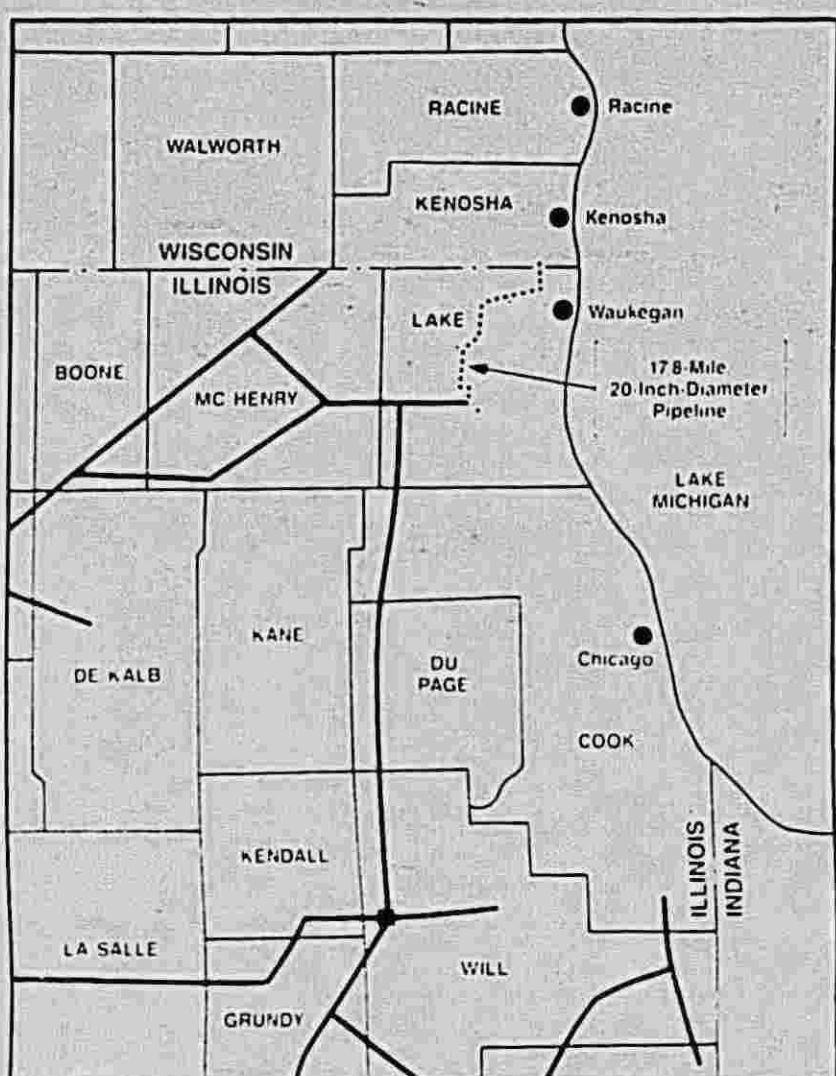 RACINE
Racine
WALWORTH
KENOSHA
Kenosha
WISCONSIN
ILLINOIS
LAKE
Waukegan
BOONE
MC HENRY
17.8-Mile
20-Inch-Diameter
Pipeline
LAKE
MICHIGAN
KANE
DE KALB
DU
PAGE
Chicago
COOK
KENDALL
ILLINOIS
INDIANA
LA SALLE
WILL
GRUNDY